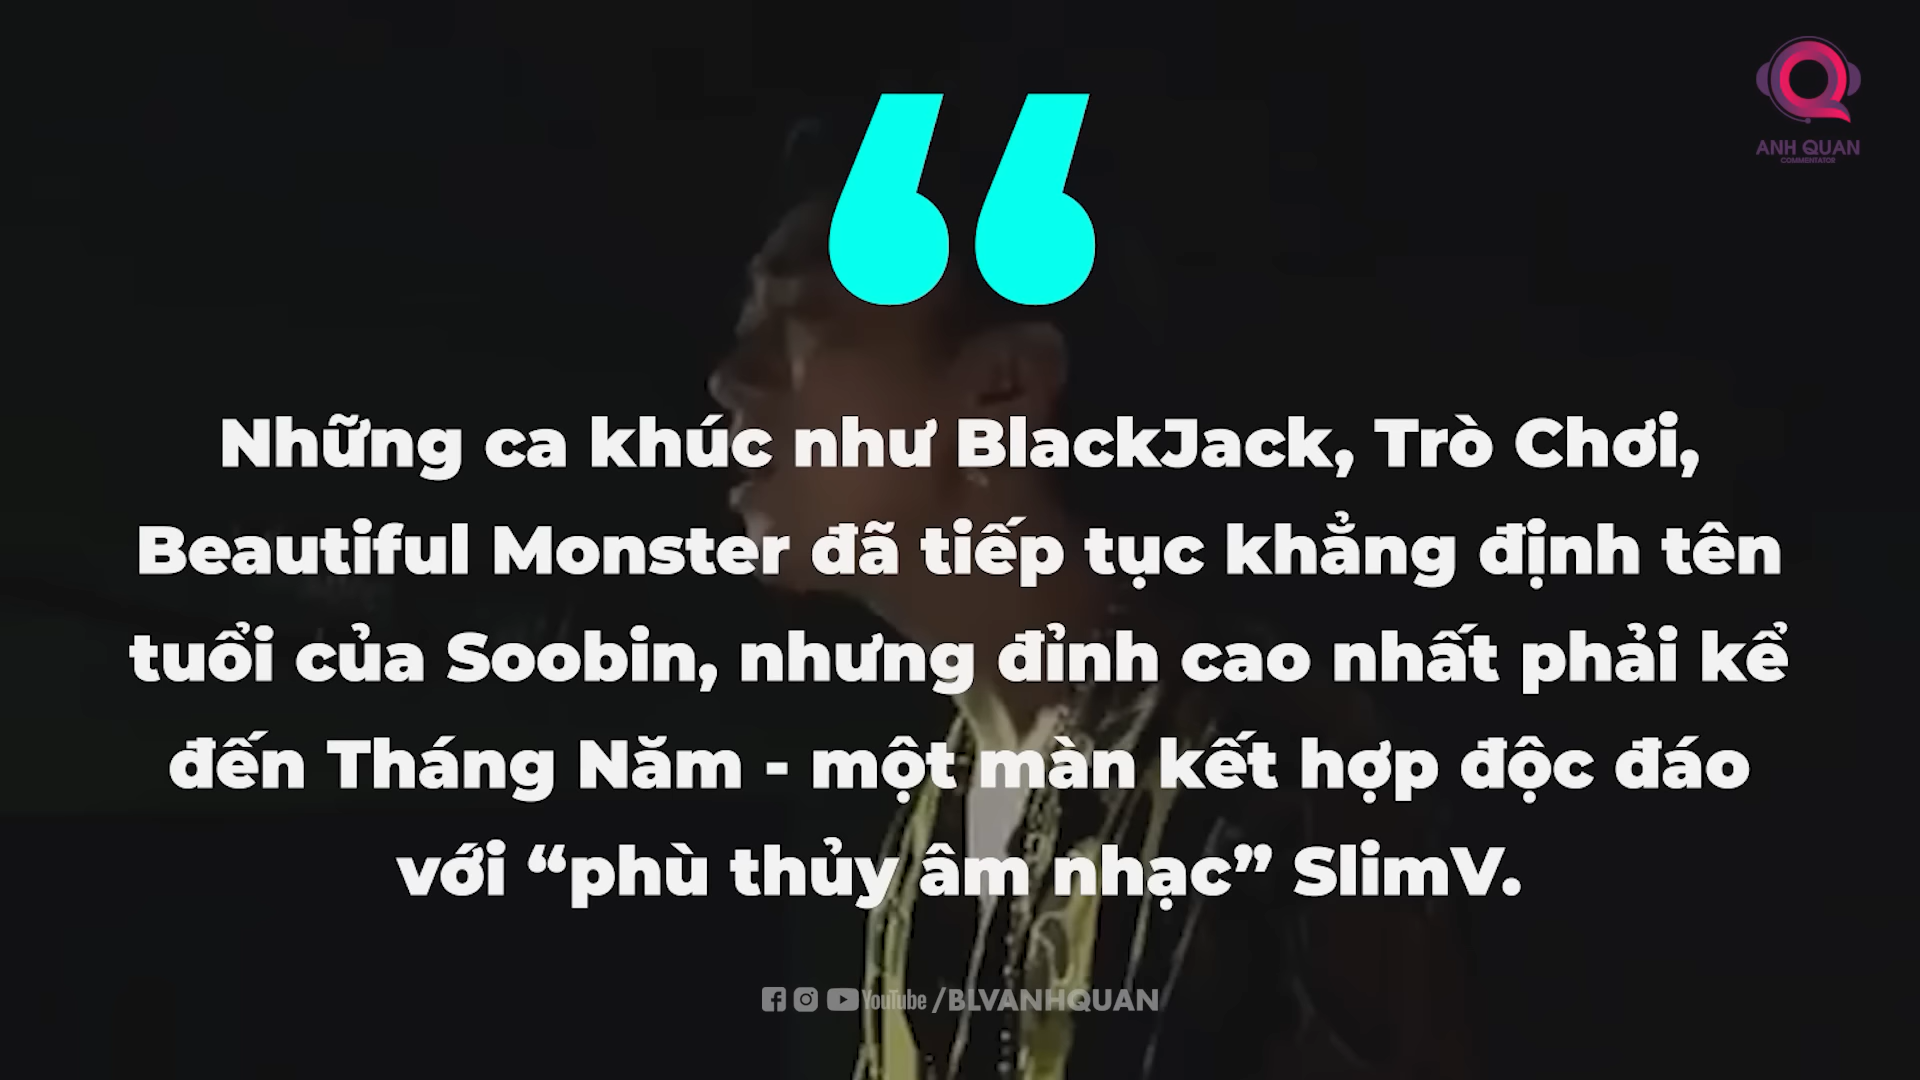 ANH QUAN
COMMENTATOR
“
Những ca khúc như BlackJack, Trò Chơi,
Beautiful Monster đã tiếp tục khẳng định tên
tuổi của Soobin, nhưng đỉnh cao nhất phải kể
đến Tháng Năm - một màn kết hợp độc đáo
với “phù thủy âm nhạc” SlimV.
YouTube /BLVANHQUAN